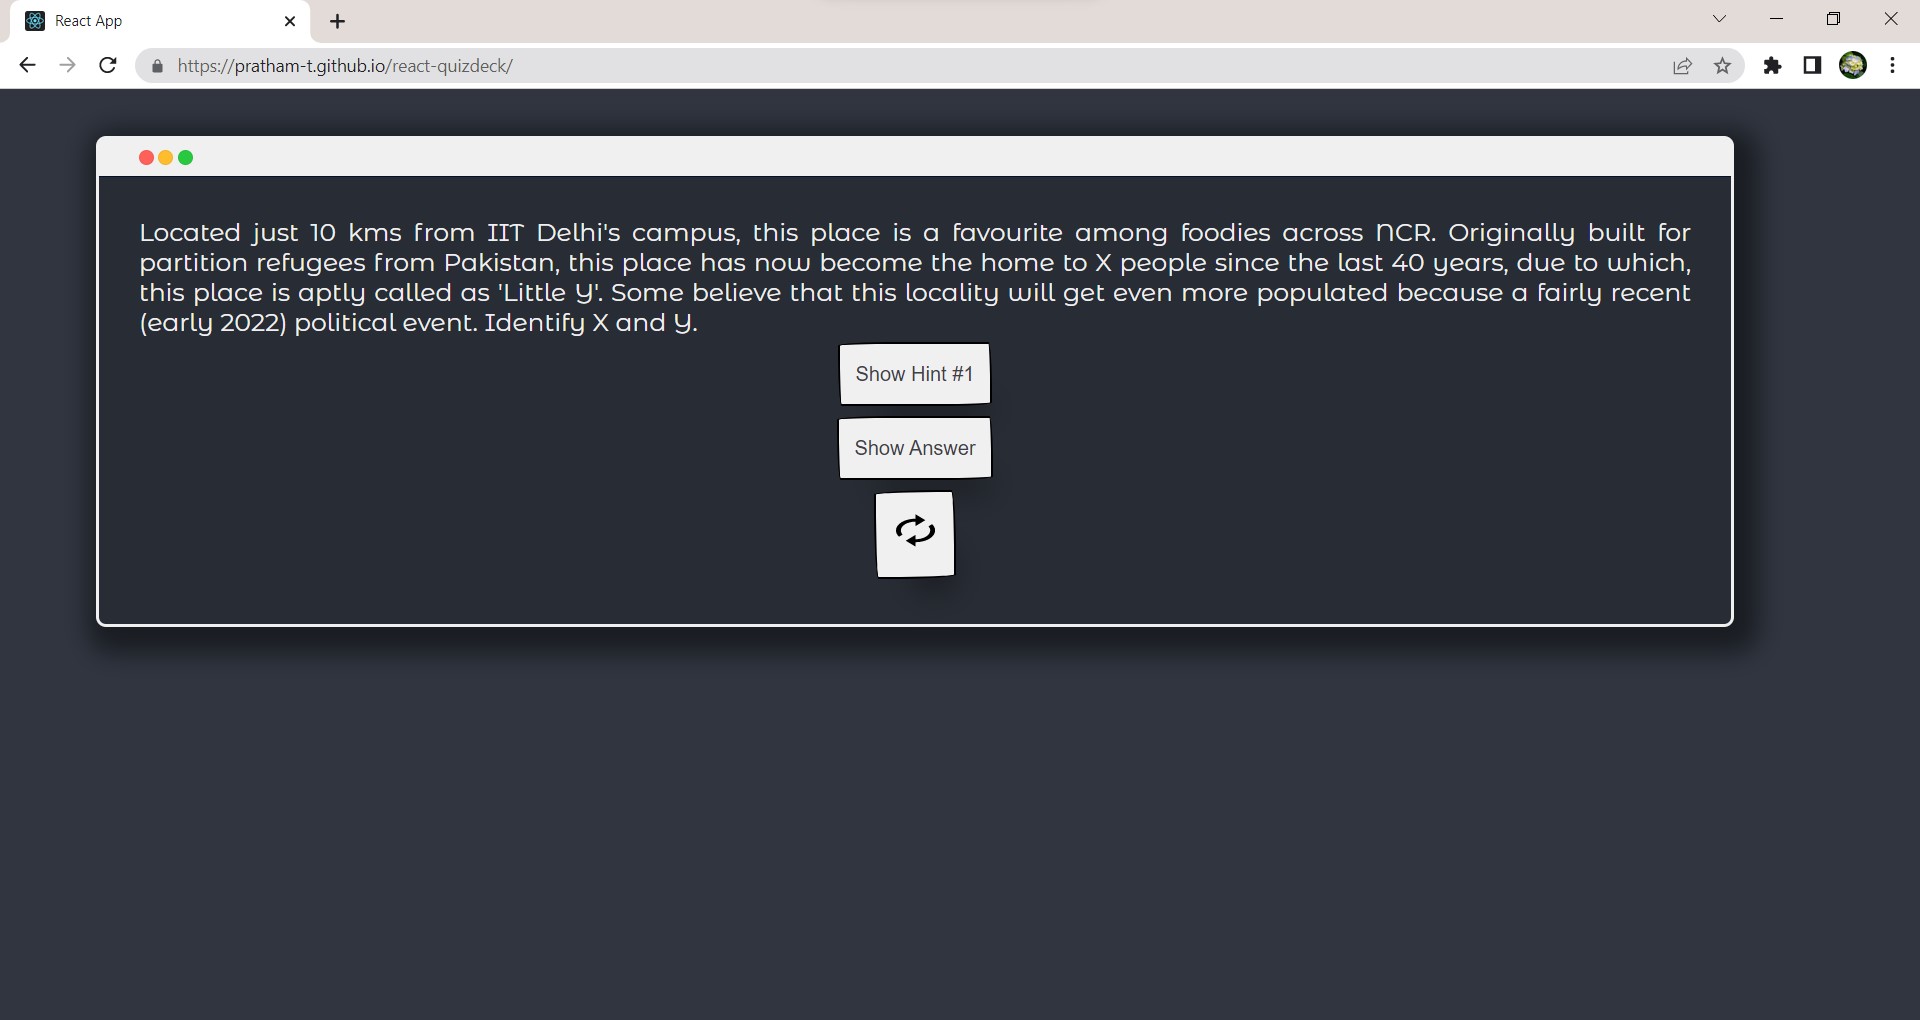 React App
https://pratham-t.github.io/react-quizdeck/
Located just 10 kms from IIT Delhi's campus, this place is a favourite among foodies across NCR. Originally built for
partition refugees from Pakistan, this place has now become the home to X people since the last 40 years, due to which,
this place is aptly called as 'Little Y'. Some believe that this locality will get even more populated because a fairly recent
(early 2022) political event. Identify X and Y.
Show Hint #1
Show Answer